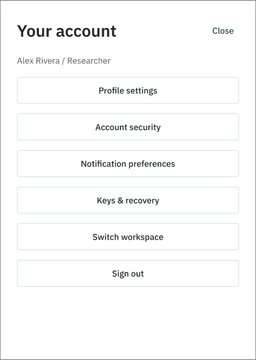 Your account
Close
Alex Rivera / Researcher
Profile settings
Account security
Notification preferences
Keys & recovery
Switch workspace
Sign out